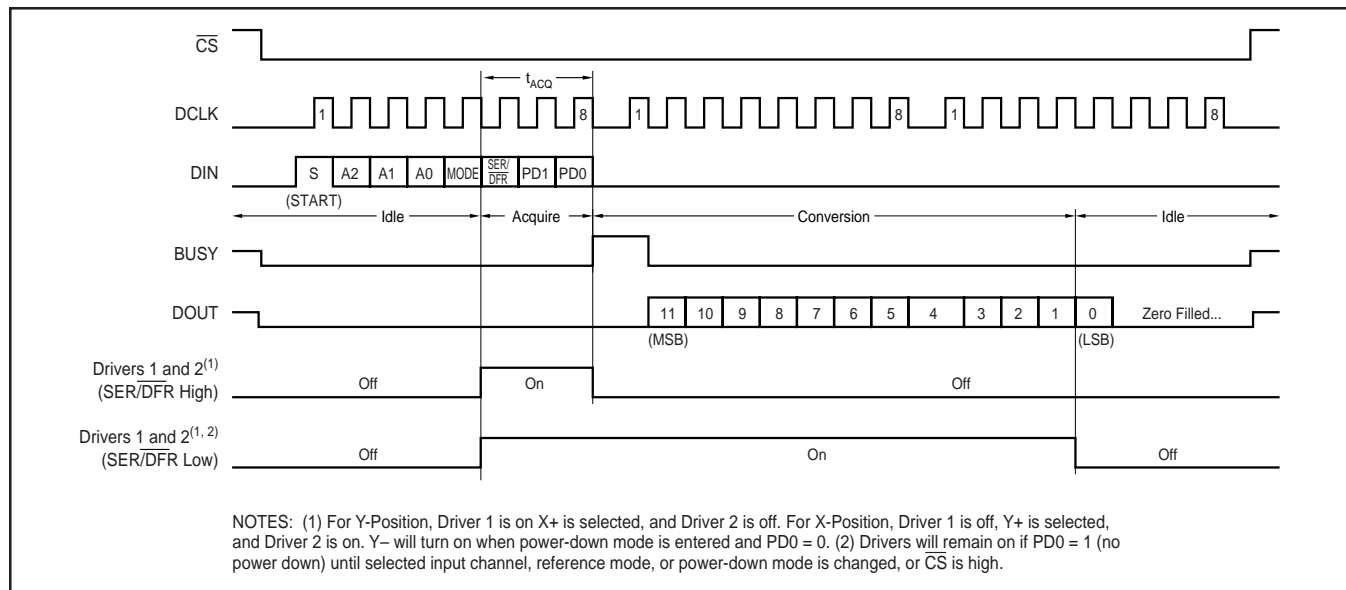 CS
tACQ
DCLK 1 8 1 8 1 8
DIN S A2 A1 A0 MODE SER/DFR PD1 PD0
(START)
Idle Acquire Conversion Idle
BUSY
DOUT 11 10 9 8 7 6 5 4 3 2 1 0 Zero Filled...
(MSB) (LSB)
Drivers 1 and 2(1)
(SER/DFR High) Off On Off
Drivers 1 and 2(1, 2)
(SER/DFR Low) Off On Off
NOTES: (1) For Y-Position, Driver 1 is on X+ is selected, and Driver 2 is off. For X-Position, Driver 1 is off, Y+ is selected,
and Driver 2 is on. Y– will turn on when power-down mode is entered and PD0 = 0. (2) Drivers will remain on if PD0 = 1 (no
power down) until selected input channel, reference mode, or power-down mode is changed, or CS is high.